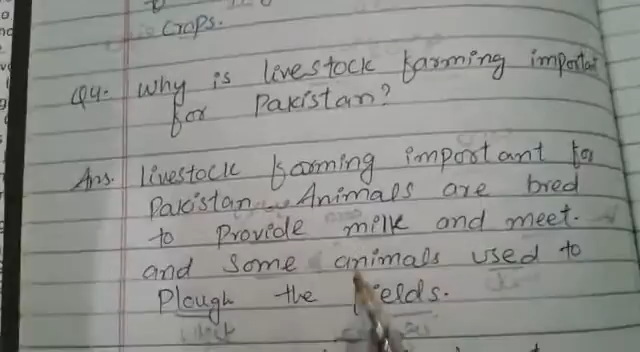 Crops.
Q4. Why is livestock farming important
for Pakistan?
Ans. livestock farming important for
Pakistan. Animals are bred
to provide milk and meet.
and some animals used to
Plough the fields.